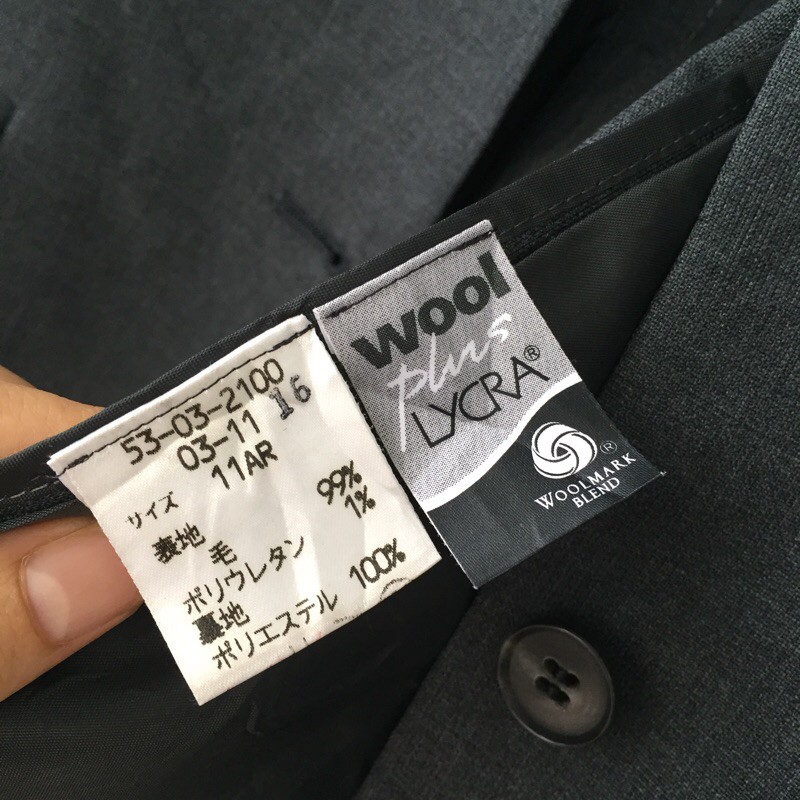 53-03-2100
03-11 16
サイズ 11AR
表地 毛 99%
ポリウレタン 1%
裏地
ポリエステル 100%
wool
plus
LYCRA®
®
WOOLMARK
BLEND